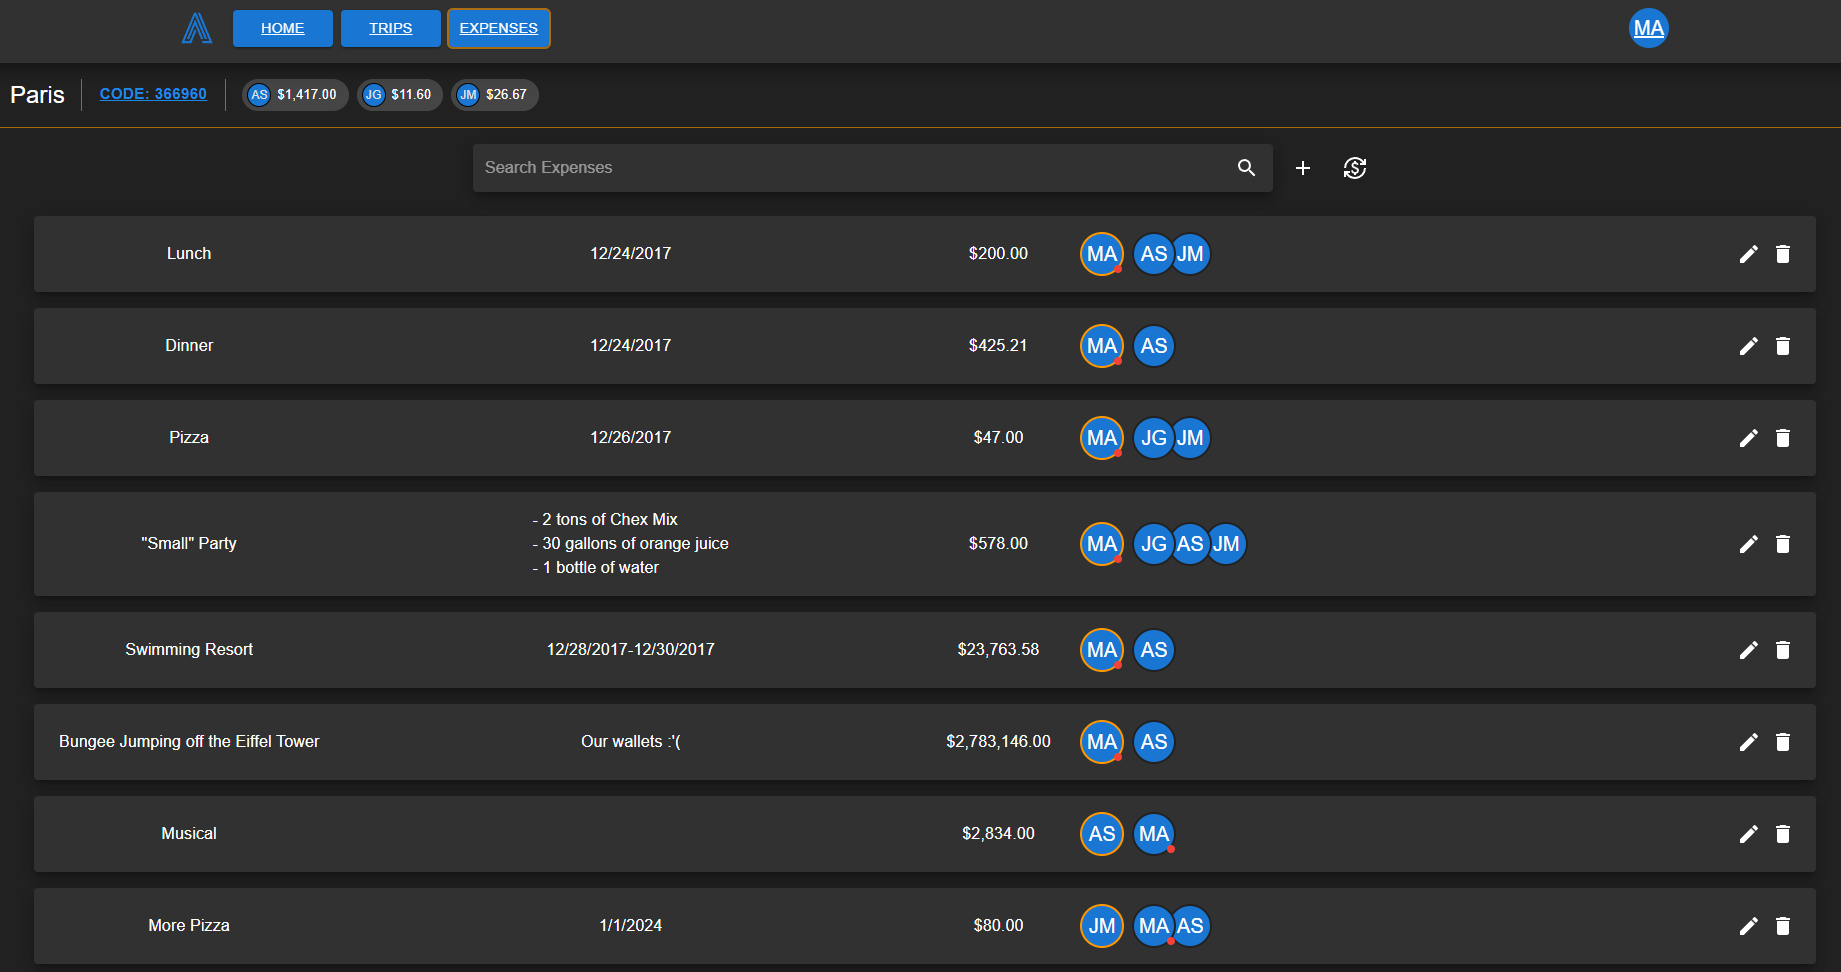 HOME TRIPS EXPENSES MA
Paris CODE: 366960 AS $1,417.00 JG $11.60 JM $26.67
Search Expenses
Lunch 12/24/2017 $200.00 MA AS JM
Dinner 12/24/2017 $425.21 MA AS
Pizza 12/26/2017 $47.00 MA JG JM
- 2 tons of Chex Mix
"Small" Party - 30 gallons of orange juice $578.00 MA JG AS JM
- 1 bottle of water
Swimming Resort 12/28/2017-12/30/2017 $23,763.58 MA AS
Bungee Jumping off the Eiffel Tower Our wallets :'( $2,783,146.00 MA AS
Musical $2,834.00 AS MA
More Pizza 1/1/2024 $80.00 JM MA AS